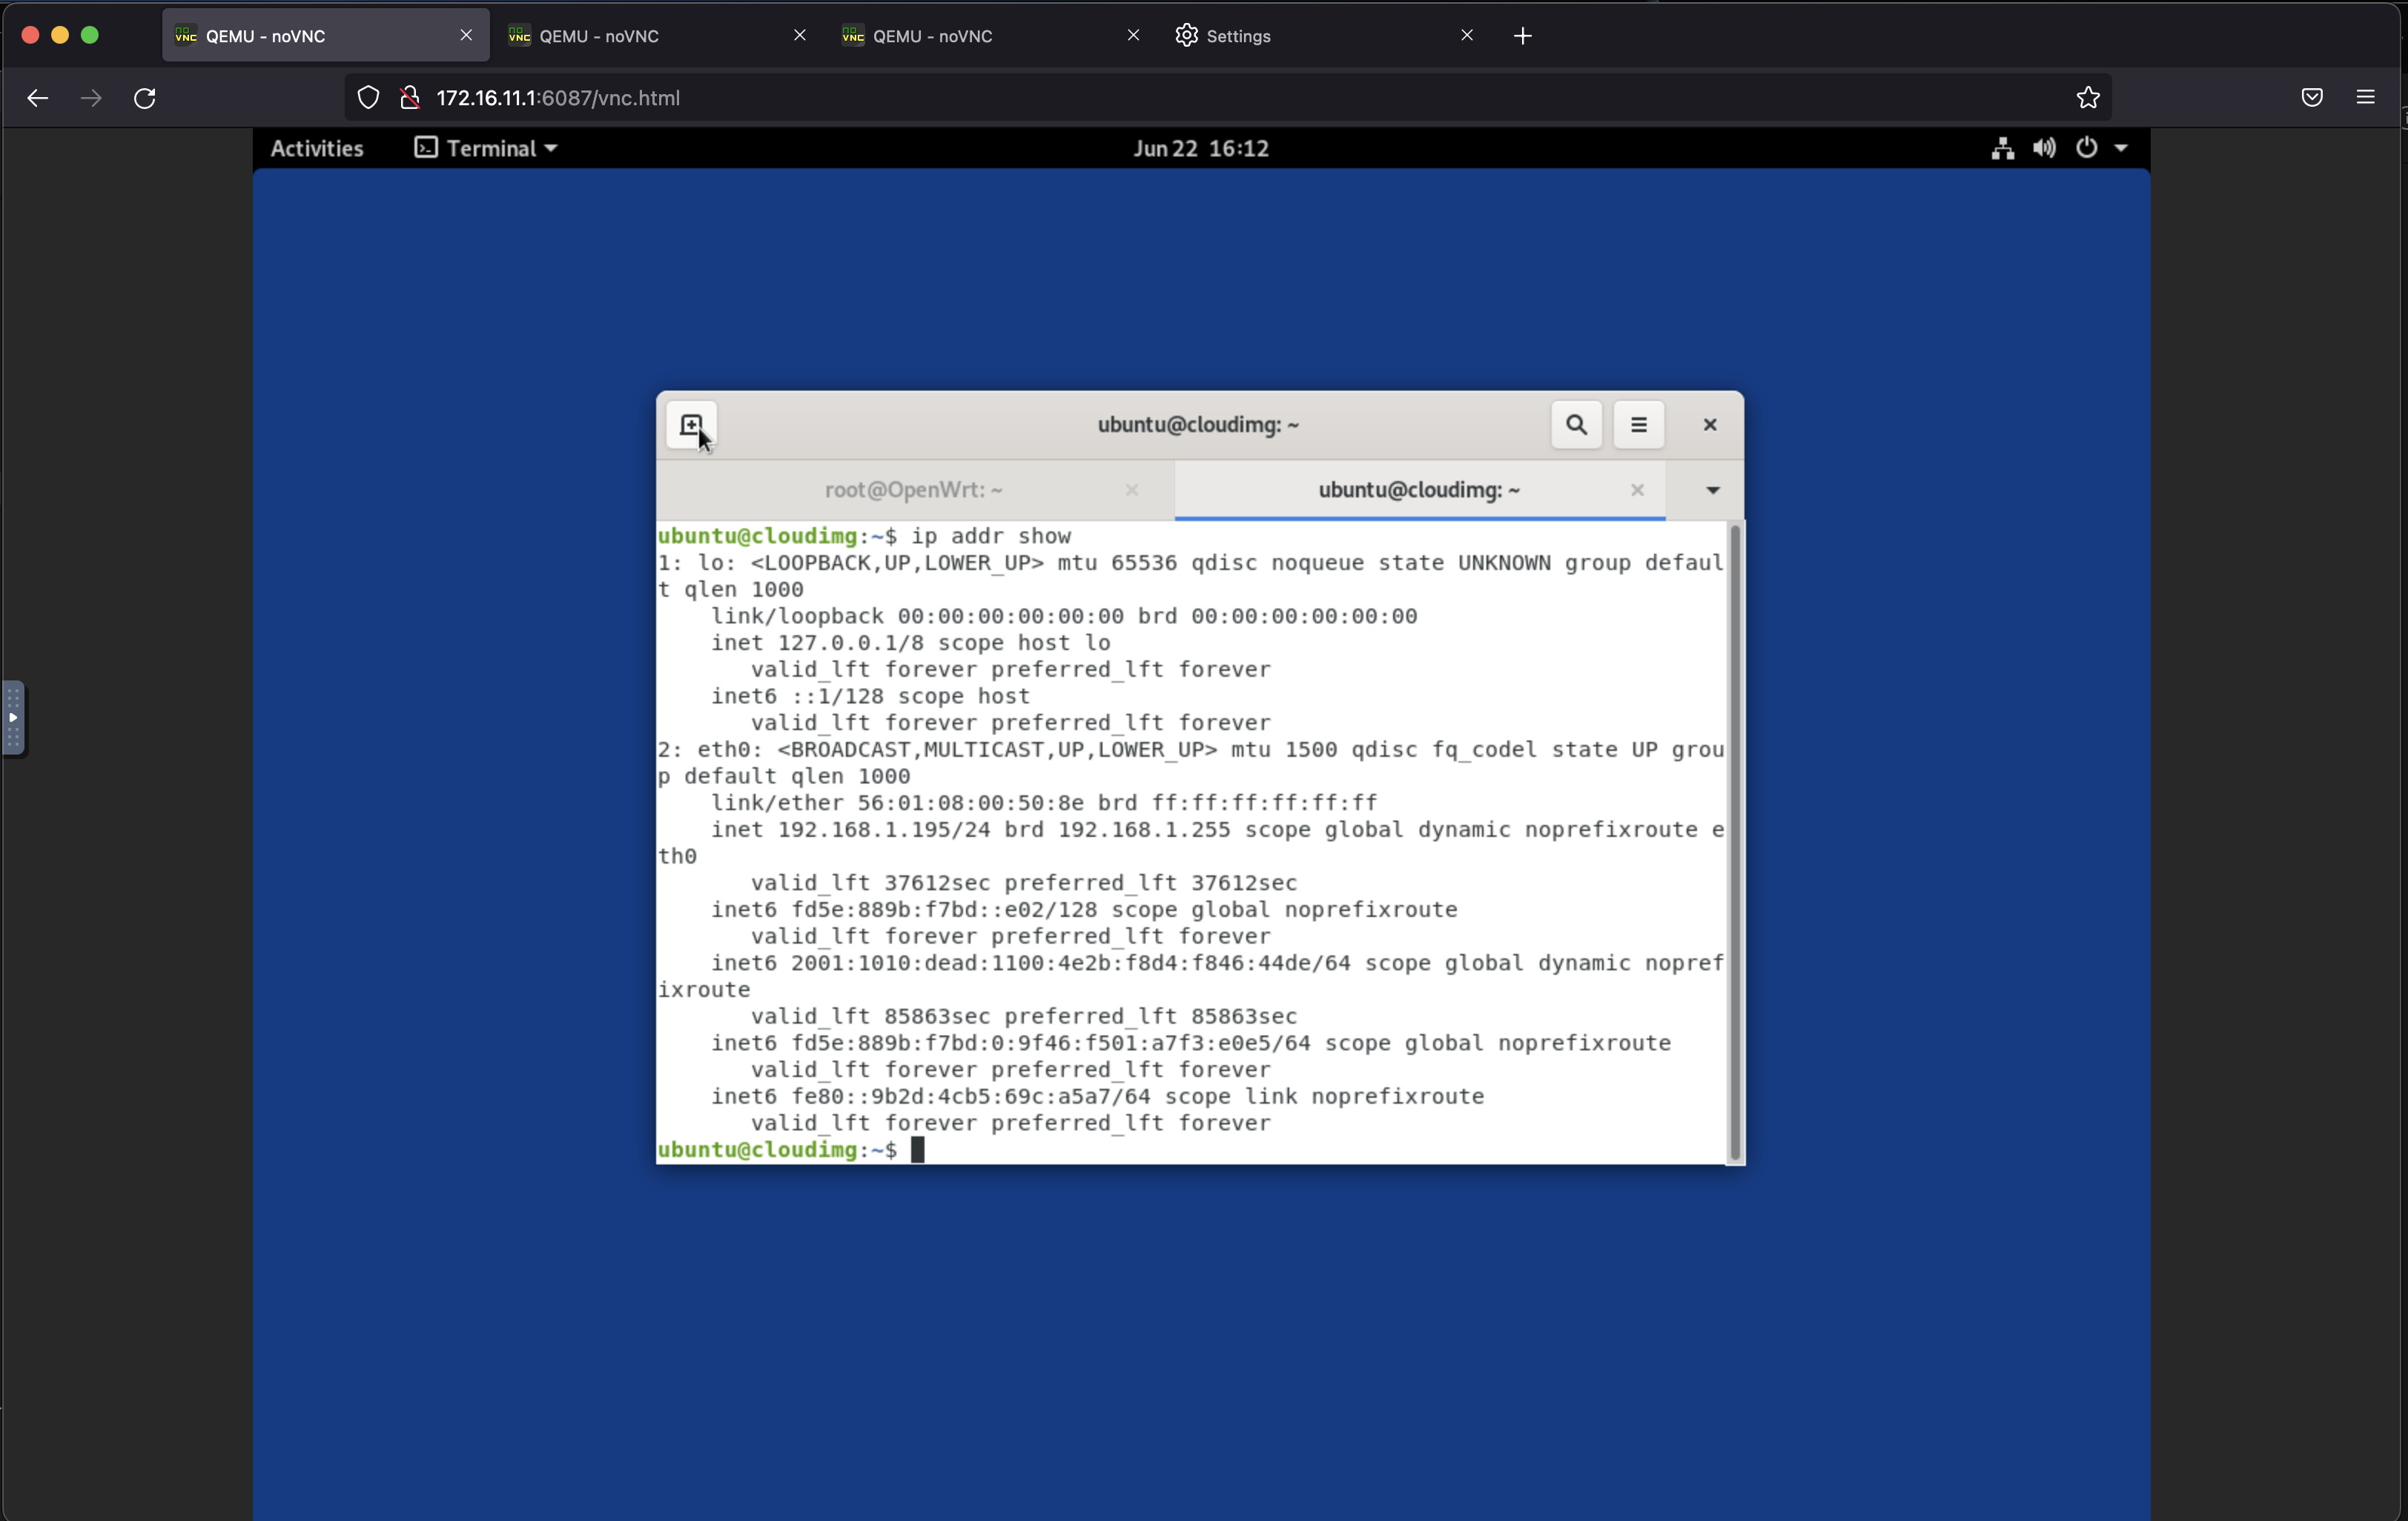 QEMU - noVNC
QEMU - noVNC
QEMU - noVNC
Settings
172.16.11.1:6087/vnc.html
Activities
Terminal
Jun 22 16:12
ubuntu@cloudimg: ~
root@OpenWrt: ~
ubuntu@cloudimg: ~
ubuntu@cloudimg:~$ ip addr show
1: lo: <LOOPBACK,UP,LOWER_UP> mtu 65536 qdisc noqueue state UNKNOWN group defaul
t qlen 1000
    link/loopback 00:00:00:00:00:00 brd 00:00:00:00:00:00
    inet 127.0.0.1/8 scope host lo
       valid_lft forever preferred_lft forever
    inet6 ::1/128 scope host
       valid_lft forever preferred_lft forever
2: eth0: <BROADCAST,MULTICAST,UP,LOWER_UP> mtu 1500 qdisc fq_codel state UP grou
p default qlen 1000
    link/ether 56:01:08:00:50:8e brd ff:ff:ff:ff:ff:ff
    inet 192.168.1.195/24 brd 192.168.1.255 scope global dynamic noprefixroute e
th0
       valid_lft 37612sec preferred_lft 37612sec
    inet6 fd5e:889b:f7bd::e02/128 scope global noprefixroute
       valid_lft forever preferred_lft forever
    inet6 2001:1010:dead:1100:4e2b:f8d4:f846:44de/64 scope global dynamic nopref
ixroute
       valid_lft 85863sec preferred_lft 85863sec
    inet6 fd5e:889b:f7bd:0:9f46:f501:a7f3:e0e5/64 scope global noprefixroute
       valid_lft forever preferred_lft forever
    inet6 fe80::9b2d:4cb5:69c:a5a7/64 scope link noprefixroute
       valid_lft forever preferred_lft forever
ubuntu@cloudimg:~$